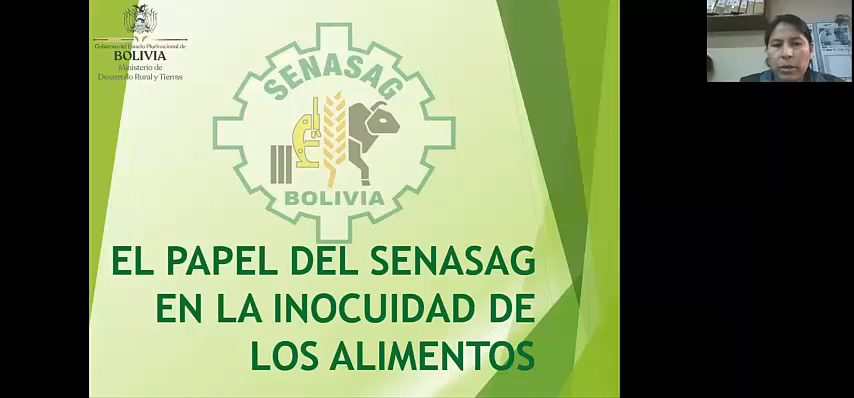 Gobierno del Estado Plurinacional de
BOLIVIA
Ministerio de
Desarrollo Rural y Tierras
SENASAG
BOLIVIA
EL PAPEL DEL SENASAG
EN LA INOCUIDAD DE
LOS ALIMENTOS